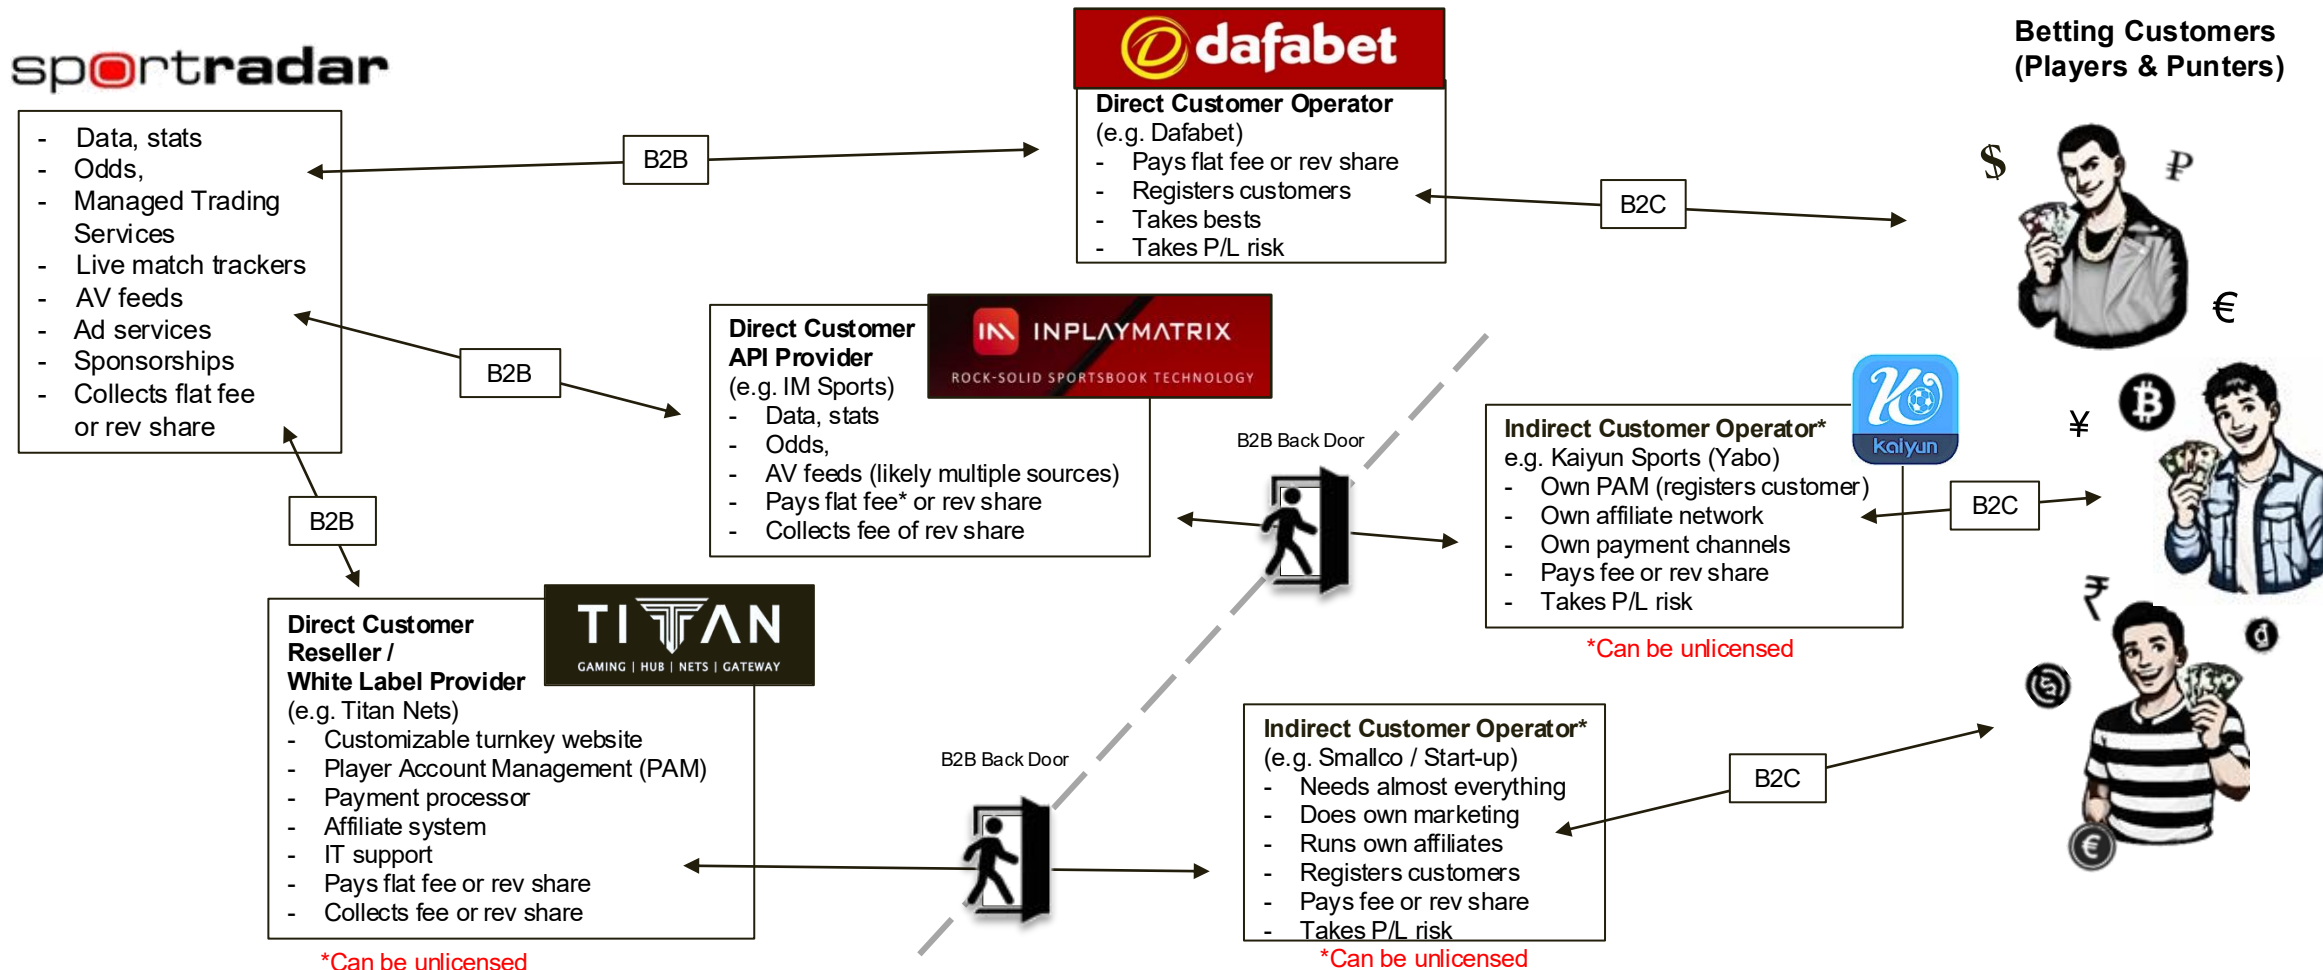 sportradar
- Data, stats
- Odds,
- Managed Trading
Services
- Live match trackers
- AV feeds
- Ad services
- Sponsorships
- Collects flat fee
or rev share
B2B
dafabet
Direct Customer Operator
(e.g. Dafabet)
- Pays flat fee or rev share
- Registers customers
- Takes bests
- Takes P/L risk
B2C
Betting Customers
(Players & Punters)
$
₽
€
B2B
Direct Customer
API Provider
(e.g. IM Sports)
- Data, stats
- Odds,
- AV feeds (likely multiple sources)
- Pays flat fee* or rev share
- Collects fee of rev share
IM INPLAYMATRIX
ROCK-SOLID SPORTSBOOK TECHNOLOGY
B2B Back Door
Indirect Customer Operator*
e.g. Kaiyun Sports (Yabo)
- Own PAM (registers customer)
- Own affiliate network
- Own payment channels
- Pays fee or rev share
- Takes P/L risk
*Can be unlicensed
K
kaiyun
B2C
¥
₿
₹
B2B
Direct Customer
Reseller /
White Label Provider
(e.g. Titan Nets)
- Customizable turnkey website
- Player Account Management (PAM)
- Payment processor
- Affiliate system
- IT support
- Pays flat fee or rev share
- Collects fee or rev share
*Can be unlicensed
TITAN
GAMING | HUB | NETS | GATEWAY
B2B Back Door
Indirect Customer Operator*
(e.g. Smallco / Start-up)
- Needs almost everything
- Does own marketing
- Runs own affiliates
- Registers customers
- Pays fee or rev share
- Takes P/L risk
*Can be unlicensed
B2C
₫
€